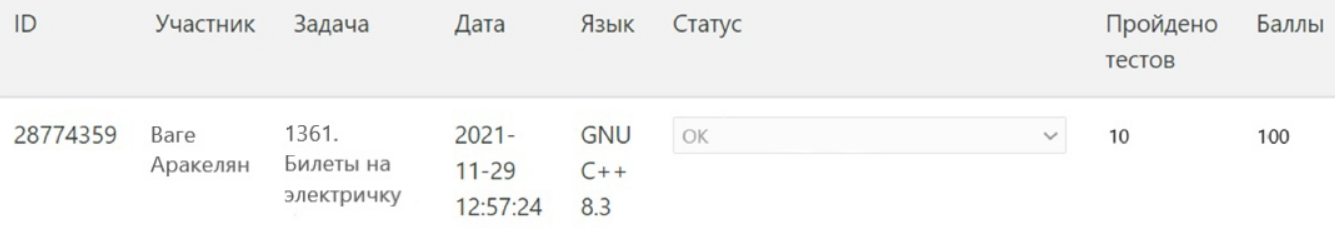 ID Участник Задача Дата Язык Статус Пройдено тестов Баллы
28774359 Ваге Аракелян 1361. Билеты на электричку 2021-11-29 12:57:24 GNU C++ 8.3 OK 10 100